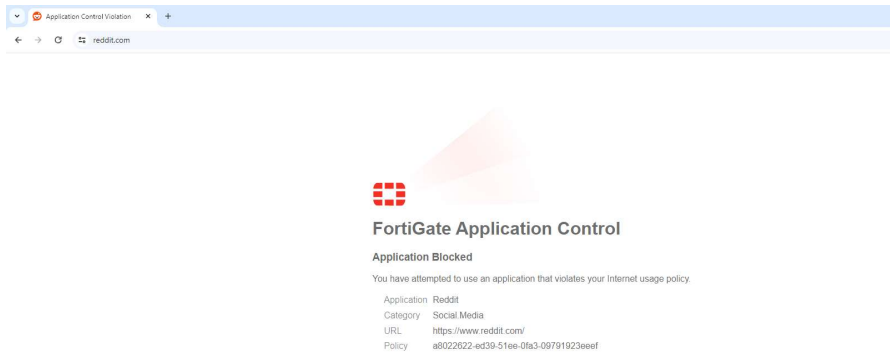 Application Control Violation
reddit.com
FortiGate Application Control
Application Blocked
You have attempted to use an application that violates your Internet usage policy.
Application Reddit
Category Social.Media
URL https://www.reddit.com/
Policy a8022622-ed39-51ee-0fa3-09791923eeef